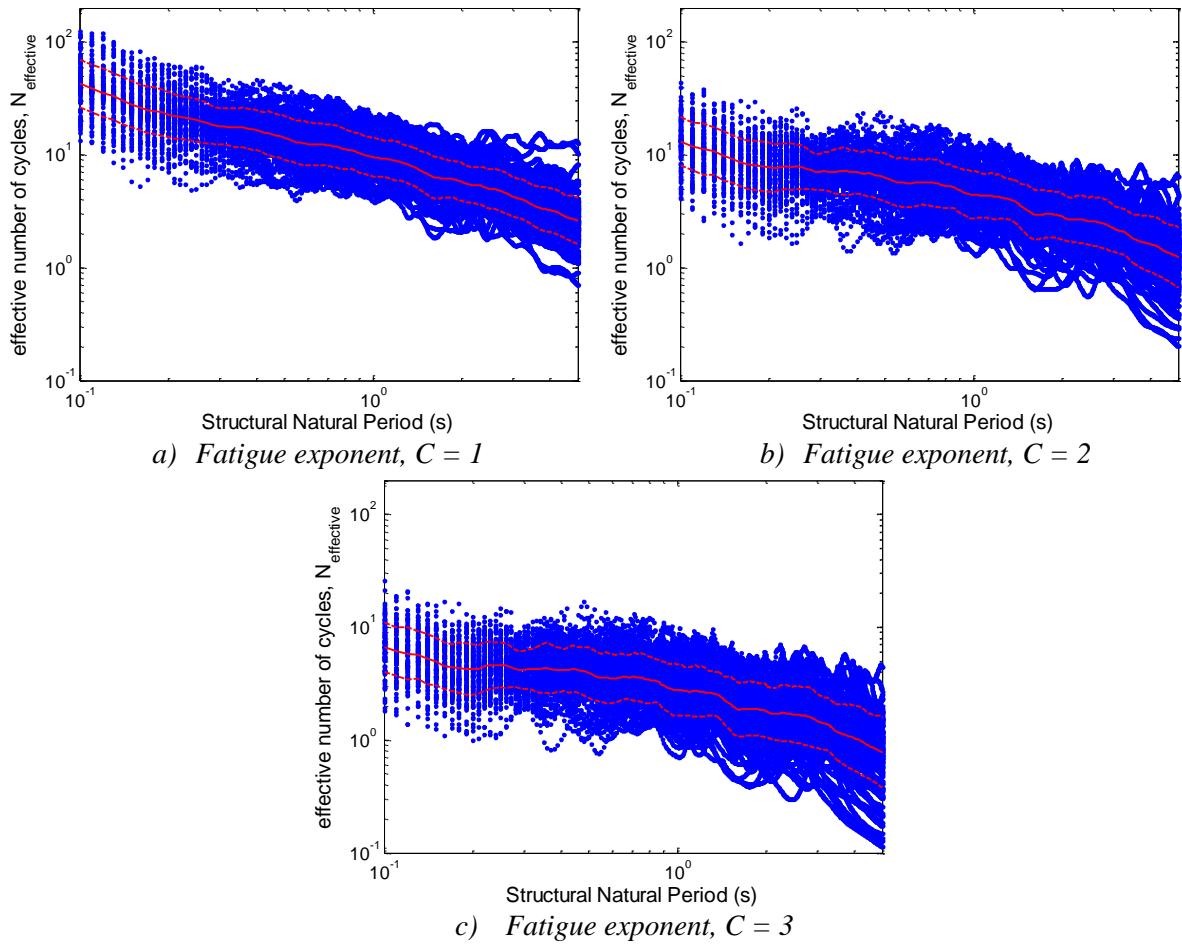 10²
10¹
10⁰
10⁻¹
effective number of cycles, N_effective
10⁻¹
10⁰
Structural Natural Period (s)
a) Fatigue exponent, C = 1
10²
10¹
10⁰
10⁻¹
effective number of cycles, N_effective
10⁻¹
10⁰
Structural Natural Period (s)
b) Fatigue exponent, C = 2
10²
10¹
10⁰
10⁻¹
effective number of cycles, N_effective
10⁻¹
10⁰
Structural Natural Period (s)
c) Fatigue exponent, C = 3